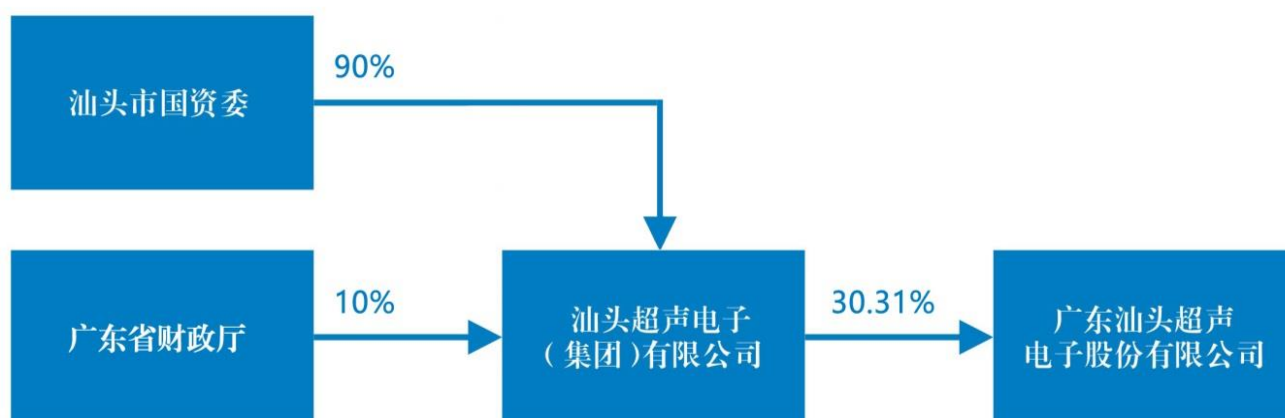 汕头市国资委
90%
广东省财政厅
10%
汕头超声电子
（集团）有限公司
30.31%
广东汕头超声
电子股份有限公司